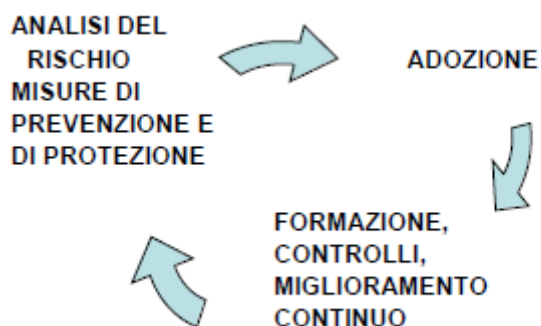 ANALISI DEL
RISCHIO
MISURE DI
PREVENZIONE E
DI PROTEZIONE
ADOZIONE
FORMAZIONE,
CONTROLLI,
MIGLIORAMENTO
CONTINUO